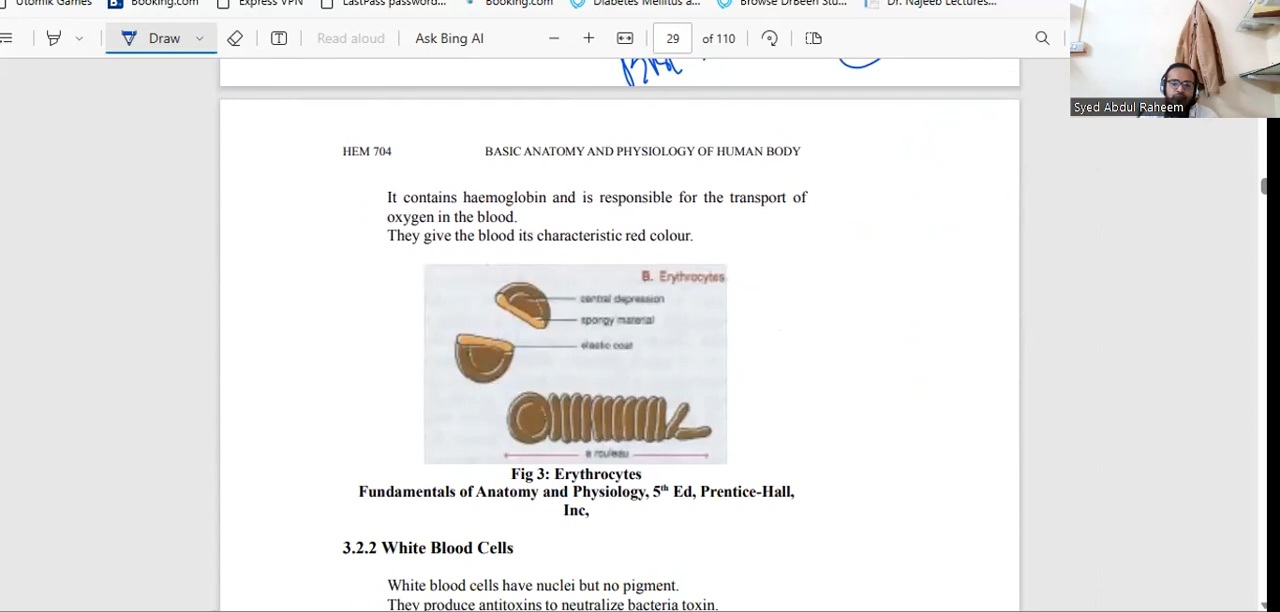 Utomik Games Booking.com Express VPN LastPass password... Booking.com Diabetes Mellitus a... Browse DrBeen Stu... Dr. Najeeb Lectures...
Draw Read aloud Ask Bing AI 29 of 110
Syed Abdul Raheem
HEM 704 BASIC ANATOMY AND PHYSIOLOGY OF HUMAN BODY
It contains haemoglobin and is responsible for the transport of
oxygen in the blood.
They give the blood its characteristic red colour.
B. Erythrocytes
central depression
spongy material
elastic coat
a rouleau
Fig 3: Erythrocytes
Fundamentals of Anatomy and Physiology, 5th Ed, Prentice-Hall,
Inc,
3.2.2 White Blood Cells
White blood cells have nuclei but no pigment.
They produce antitoxins to neutralize bacteria toxin.